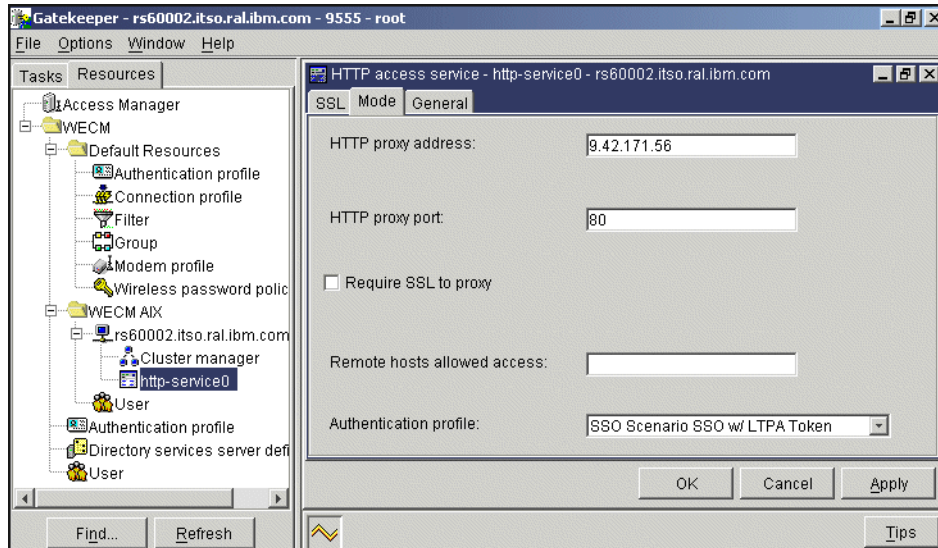 Gatekeeper - rs60002.itso.ral.ibm.com - 9555 - root
File Options Window Help
Tasks Resources
Access Manager
WECM
Default Resources
Authentication profile
Connection profile
Filter
Group
Modem profile
Wireless password polic
WECM AIX
rs60002.itso.ral.ibm.com
Cluster manager
http-service0
User
Authentication profile
Directory services server defi
User
Find... Refresh
HTTP access service - http-service0 - rs60002.itso.ral.ibm.com
SSL Mode General
HTTP proxy address: 9.42.171.56
HTTP proxy port: 80
Require SSL to proxy
Remote hosts allowed access:
Authentication profile: SSO Scenario SSO w/ LTPA Token
OK Cancel Apply
Tips